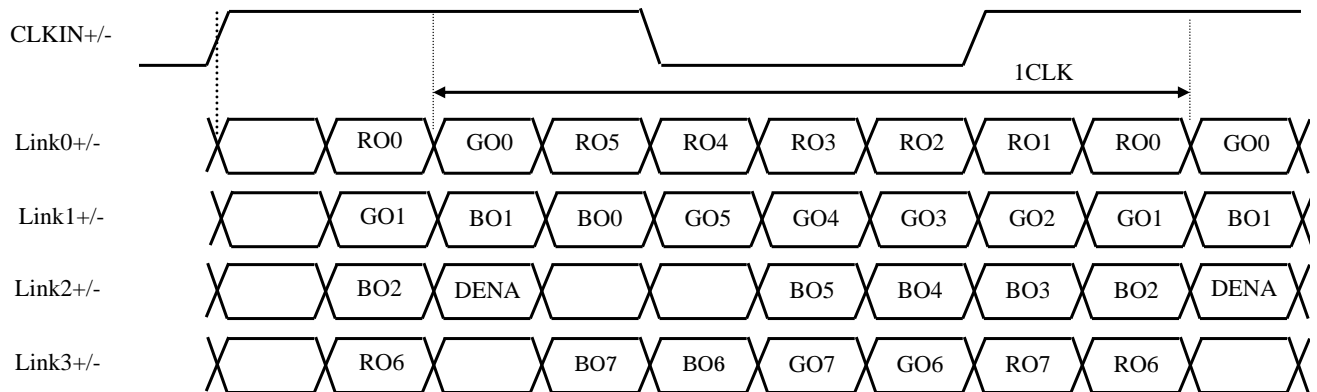 CLKIN+/-
1CLK
Link0+/- RO0 GO0 RO5 RO4 RO3 RO2 RO1 RO0 GO0
Link1+/- GO1 BO1 BO0 GO5 GO4 GO3 GO2 GO1 BO1
Link2+/- BO2 DENA BO5 BO4 BO3 BO2 DENA
Link3+/- RO6 BO7 BO6 GO7 GO6 RO7 RO6